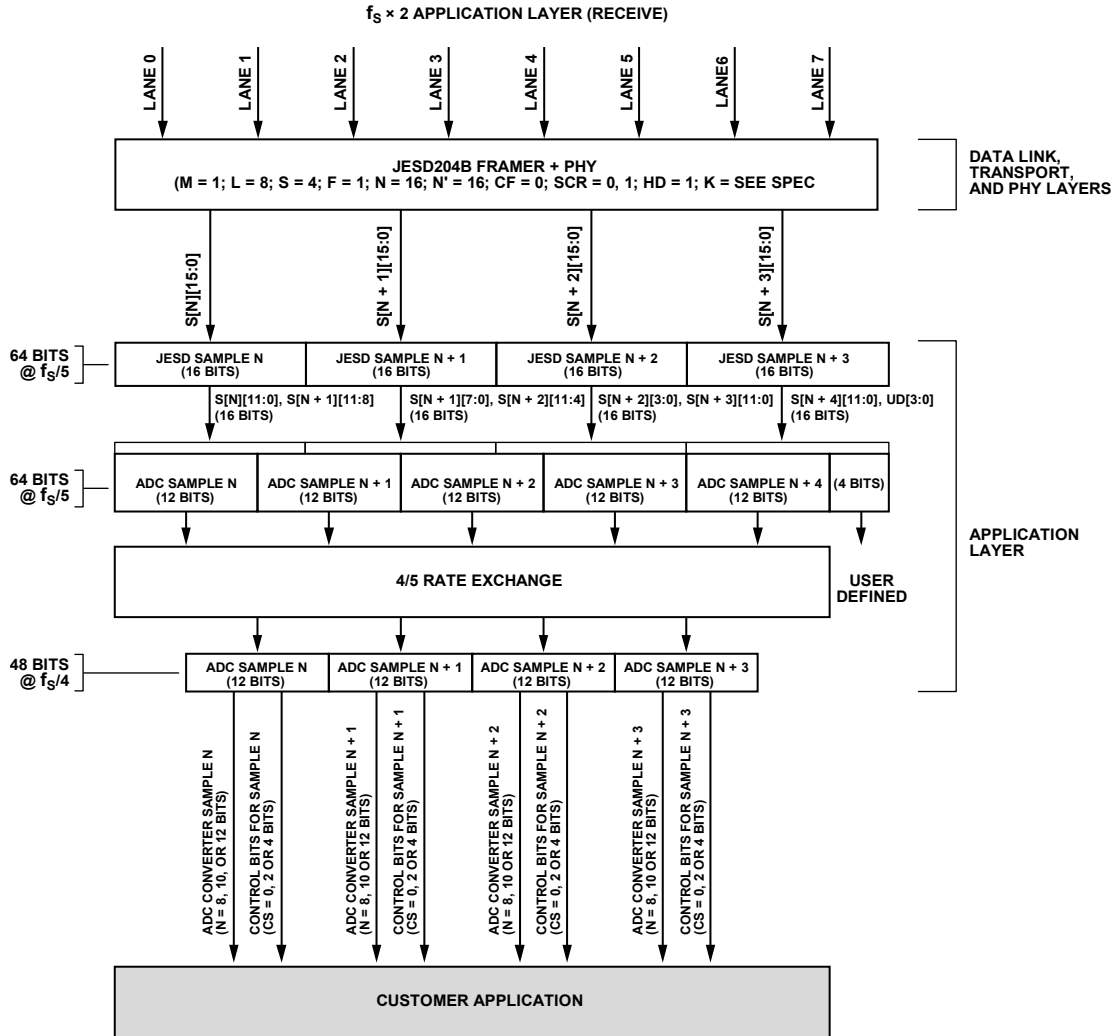 fS × 2 APPLICATION LAYER (RECEIVE)
LANE 0
LANE 1
LANE 2
LANE 3
LANE 4
LANE 5
LANE6
LANE 7
JESD204B FRAMER + PHY
(M = 1; L = 8; S = 4; F = 1; N = 16; N' = 16; CF = 0; SCR = 0, 1; HD = 1; K = SEE SPEC
DATA LINK,
TRANSPORT,
AND PHY LAYERS
S[N][15:0]
S[N + 1][15:0]
S[N + 2][15:0]
S[N + 3][15:0]
64 BITS
@ fS/5
JESD SAMPLE N
(16 BITS)
JESD SAMPLE N + 1
(16 BITS)
JESD SAMPLE N + 2
(16 BITS)
JESD SAMPLE N + 3
(16 BITS)
S[N][11:0], S[N + 1][11:8]
(16 BITS)
S[N + 1][7:0], S[N + 2][11:4]
(16 BITS)
S[N + 2][3:0], S[N + 3][11:0]
(16 BITS)
S[N + 4][11:0], UD[3:0]
(16 BITS)
64 BITS
@ fS/5
ADC SAMPLE N
(12 BITS)
ADC SAMPLE N + 1
(12 BITS)
ADC SAMPLE N + 2
(12 BITS)
ADC SAMPLE N + 3
(12 BITS)
ADC SAMPLE N + 4
(12 BITS)
(4 BITS)
APPLICATION
LAYER
4/5 RATE EXCHANGE
USER
DEFINED
48 BITS
@ fS/4
ADC SAMPLE N
(12 BITS)
ADC SAMPLE N + 1
(12 BITS)
ADC SAMPLE N + 2
(12 BITS)
ADC SAMPLE N + 3
(12 BITS)
ADC CONVERTER SAMPLE N
(N = 8, 10, OR 12 BITS)
CONTROL BITS FOR SAMPLE N
(CS = 0, 2 OR 4 BITS)
ADC CONVERTER SAMPLE N + 1
(N = 8, 10 OR 12 BITS)
CONTROL BITS FOR SAMPLE N + 1
(CS = 0, 2 OR 4 BITS)
ADC CONVERTER SAMPLE N + 2
(N = 8, 10 OR 12 BITS)
CONTROL BITS FOR SAMPLE N + 2
(CS = 0, 2 OR 4 BITS)
ADC CONVERTER SAMPLE N + 3
(N = 8, 10 OR 12 BITS)
CONTROL BITS FOR SAMPLE N + 3
(CS = 0, 2 OR 4 BITS)
CUSTOMER APPLICATION